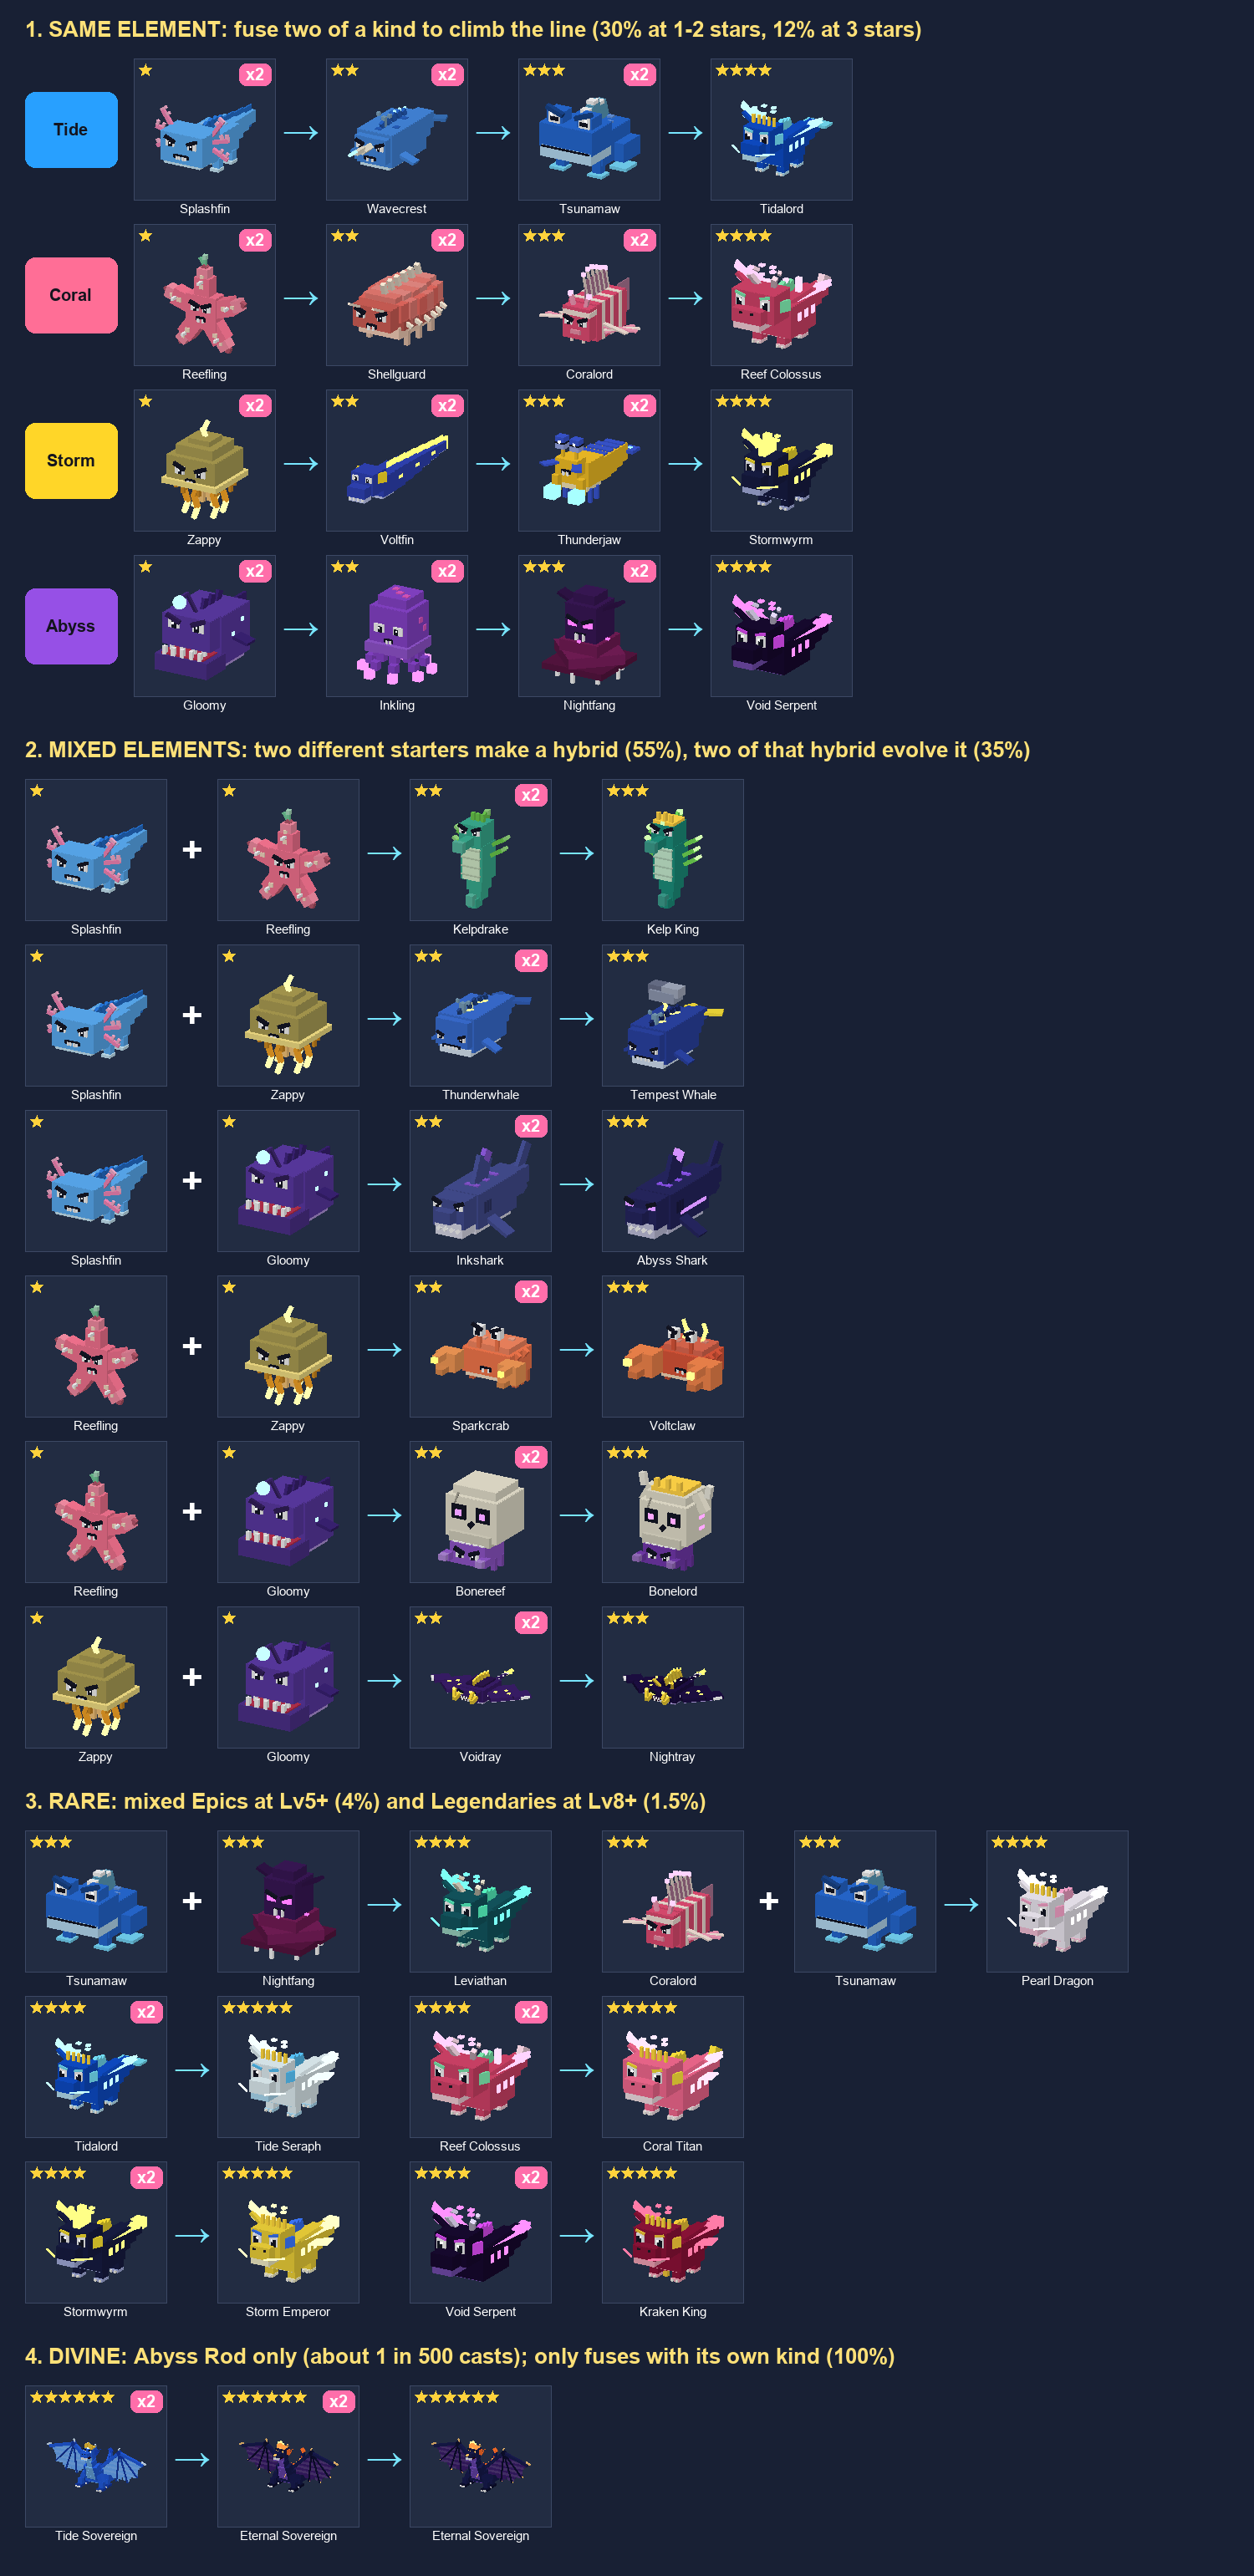 1. SAME ELEMENT: fuse two of a kind to climb the line (30% at 1-2 stars, 12% at 3 stars)
Tide
x2
x2
x2
Splashfin
Wavecrest
Tsunamaw
Tidalord
Coral
x2
x2
x2
Reefling
Shellguard
Coralord
Reef Colossus
Storm
x2
x2
x2
Zappy
Voltfin
Thunderjaw
Stormwyrm
Abyss
x2
x2
x2
Gloomy
Inkling
Nightfang
Void Serpent
2. MIXED ELEMENTS: two different starters make a hybrid (55%), two of that hybrid evolve it (35%)
+
x2
Splashfin
Reefling
Kelpdrake
Kelp King
+
x2
Splashfin
Zappy
Thunderwhale
Tempest Whale
+
x2
Splashfin
Gloomy
Inkshark
Abyss Shark
+
x2
Reefling
Zappy
Sparkcrab
Voltclaw
+
x2
Reefling
Gloomy
Bonereef
Bonelord
+
x2
Zappy
Gloomy
Voidray
Nightray
3. RARE: mixed Epics at Lv5+ (4%) and Legendaries at Lv8+ (1.5%)
+
+
Tsunamaw
Nightfang
Leviathan
Coralord
Tsunamaw
Pearl Dragon
x2
x2
Tidalord
Tide Seraph
Reef Colossus
Coral Titan
x2
x2
Stormwyrm
Storm Emperor
Void Serpent
Kraken King
4. DIVINE: Abyss Rod only (about 1 in 500 casts); only fuses with its own kind (100%)
x2
x2
Tide Sovereign
Eternal Sovereign
Eternal Sovereign